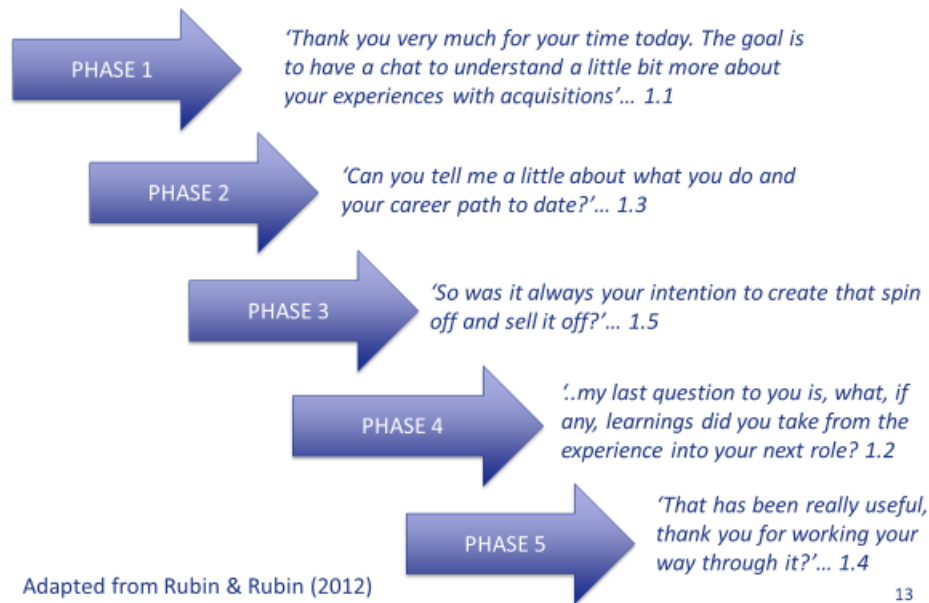 PHASE 1
‘Thank you very much for your time today. The goal is
to have a chat to understand a little bit more about
your experiences with acquisitions’... 1.1
PHASE 2
‘Can you tell me a little about what you do and
your career path to date?’... 1.3
PHASE 3
‘So was it always your intention to create that spin
off and sell it off?’... 1.5
PHASE 4
‘..my last question to you is, what, if
any, learnings did you take from the
experience into your next role? 1.2
PHASE 5
‘That has been really useful,
thank you for working your
way through it?’... 1.4
Adapted from Rubin & Rubin (2012)
13